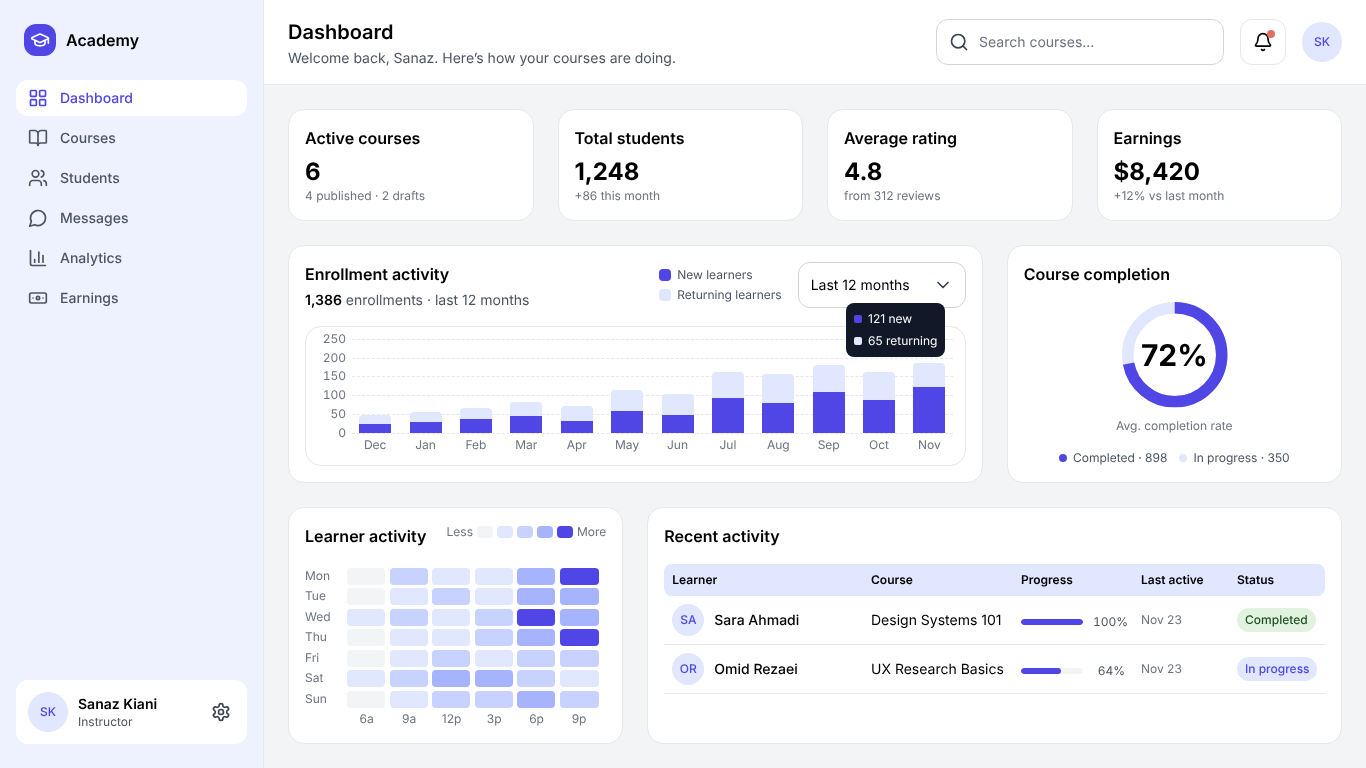 Academy
Dashboard
Courses
Students
Messages
Analytics
Earnings
SK
Sanaz Kiani
Instructor
Dashboard
Welcome back, Sanaz. Here’s how your courses are doing.
Search courses...
SK
Active courses
6
4 published · 2 drafts
Total students
1,248
+86 this month
Average rating
4.8
from 312 reviews
Earnings
$8,420
+12% vs last month
Enrollment activity
1,386 enrollments · last 12 months
New learners
Returning learners
Last 12 months
121 new
65 returning
250
200
150
100
50
0
Dec Jan Feb Mar Apr May Jun Jul Aug Sep Oct Nov
Course completion
72%
Avg. completion rate
Completed · 898 In progress · 350
Learner activity
Less More
Mon
Tue
Wed
Thu
Fri
Sat
Sun
6a 9a 12p 3p 6p 9p
Recent activity
Learner Course Progress Last active Status
SA Sara Ahmadi Design Systems 101 100% Nov 23 Completed
OR Omid Rezaei UX Research Basics 64% Nov 23 In progress